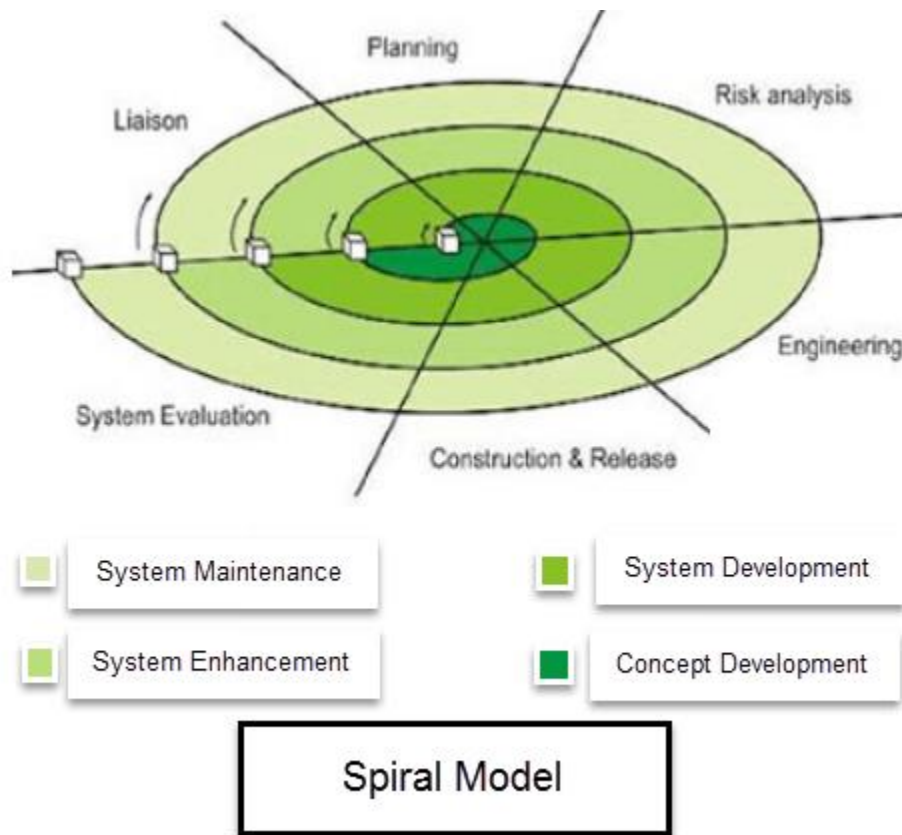 Planning
Risk analysis
Liaison
Engineering
System Evaluation
Construction & Release
System Maintenance
System Development
System Enhancement
Concept Development
Spiral Model